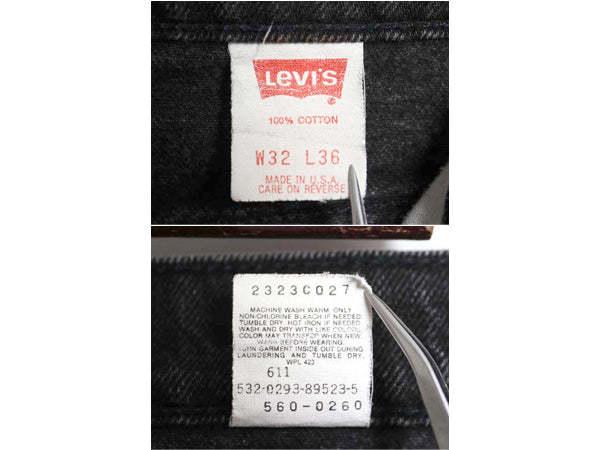 Levi's
®
100% COTTON
W32 L36
MADE IN U.S.A.
CARE ON REVERSE
2323C027
MACHINE WASH WARM. ONLY
NON-CHLORINE BLEACH IF NEEDED.
TUMBLE DRY. HOT IRON IF NEEDED.
WASH AND DRY WITH LIKE COLORS.
COLOR MAY TRANSFER WHEN NEW.
WASH BEFORE WEARING.
TURN GARMENT INSIDE OUT DURING
LAUNDERING AND TUMBLE DRY.
WPL 423
611
532-0293-89523-5
560-0260